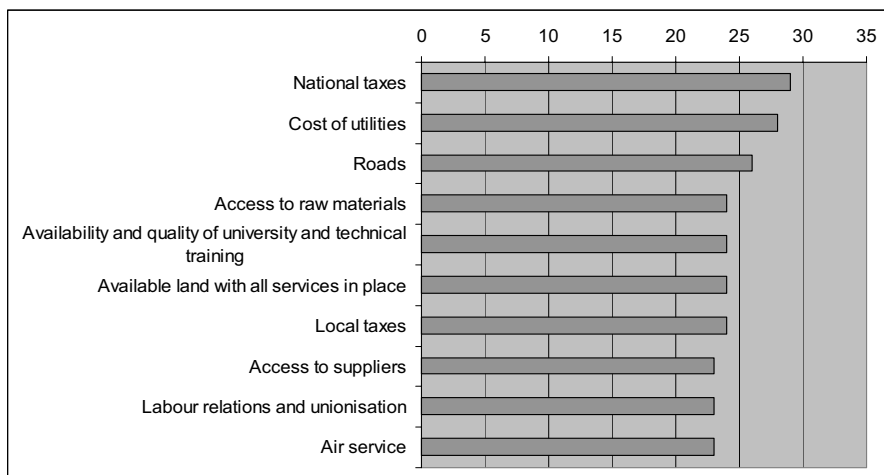 0 5 10 15 20 25 30 35
National taxes
Cost of utilities
Roads
Access to raw materials
Availability and quality of university and technical
training
Available land with all services in place
Local taxes
Access to suppliers
Labour relations and unionisation
Air service